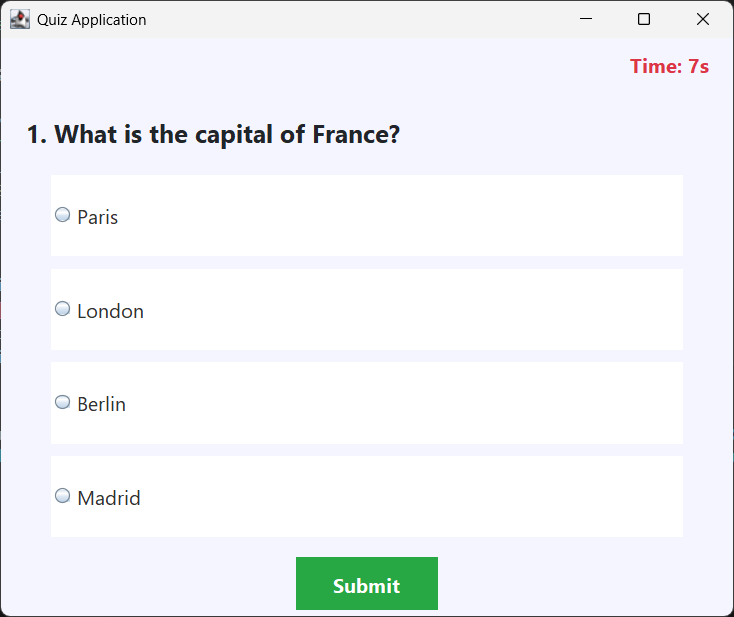 Quiz Application
Time: 7s
1. What is the capital of France?
Paris
London
Berlin
Madrid
Submit